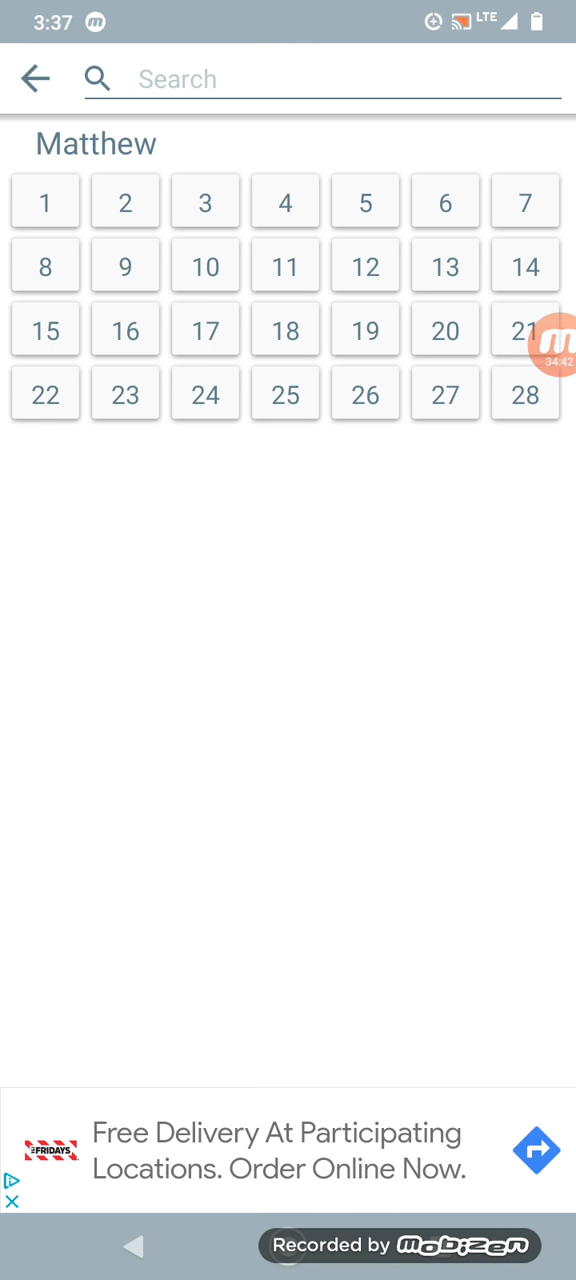 3:37 m LTE
Search
Matthew
1 2 3 4 5 6 7
8 9 10 11 12 13 14
15 16 17 18 19 20 21
m
34:42
22 23 24 25 26 27 28
Free Delivery At Participating
FRIDAYS
Locations. Order Online Now.
Recorded by mobizen